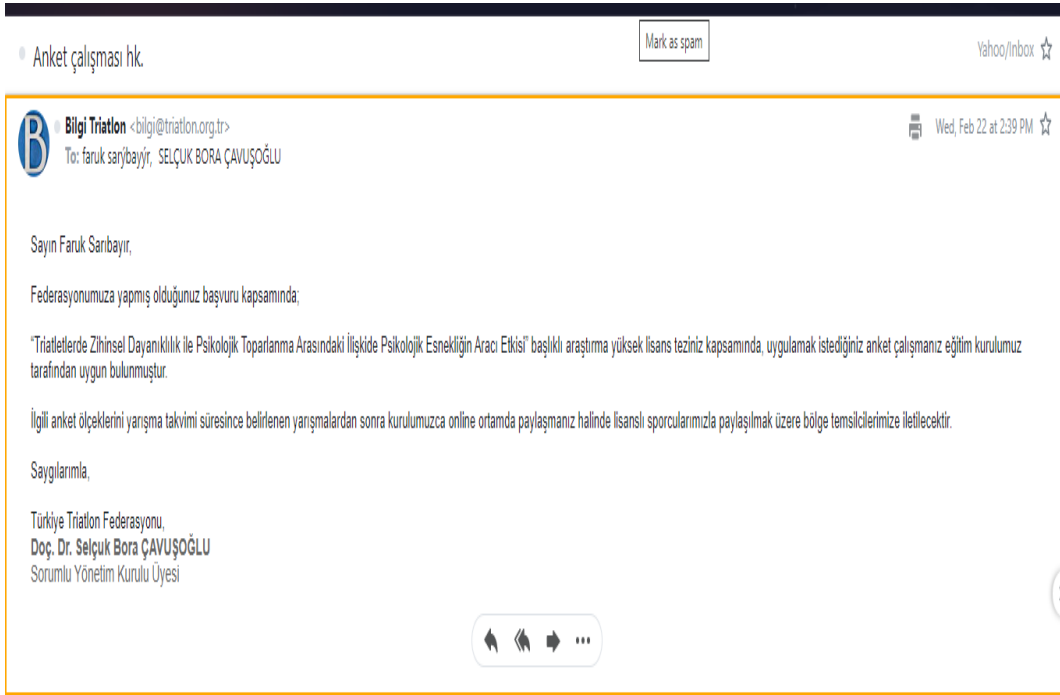 Mark as spam
Anket çalışması hk.
Yahoo/Inbox
B
Bilgi Triatlon <bilgi@triatlon.org.tr>
Wed, Feb 22 at 2:39 PM
To: faruk sarýbayýr, SELÇUK BORA ÇAVUŞOĞLU
Sayın Faruk Sarıbayır,
Federasyonumuza yapmış olduğunuz başvuru kapsamında;
“Triatletlerde Zihinsel Dayanıklılık ile Psikolojik Toparlanma Arasındaki İlişkide Psikolojik Esnekliğin Aracı Etkisi” başlıklı araştırma yüksek lisans teziniz kapsamında, uygulamak istediğiniz anket çalışmanız eğitim kurulumuz
tarafından uygun bulunmuştur.
İlgili anket ölçeklerini yarışma takvimi süresince belirlenen yarışmalardan sonra kurulumuzca online ortamda paylaşmanız halinde lisanslı sporcularımızla paylaşılmak üzere bölge temsilcilerimize iletilecektir.
Saygılarımla,
Türkiye Triatlon Federasyonu,
Doç. Dr. Selçuk Bora ÇAVUŞOĞLU
Sorumlu Yönetim Kurulu Üyesi